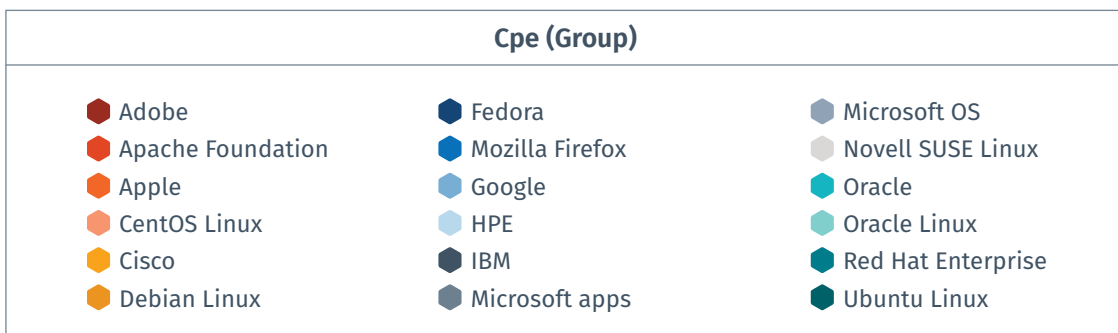 Cpe (Group)
Adobe
Apache Foundation
Apple
CentOS Linux
Cisco
Debian Linux
Fedora
Mozilla Firefox
Google
HPE
IBM
Microsoft apps
Microsoft OS
Novell SUSE Linux
Oracle
Oracle Linux
Red Hat Enterprise
Ubuntu Linux